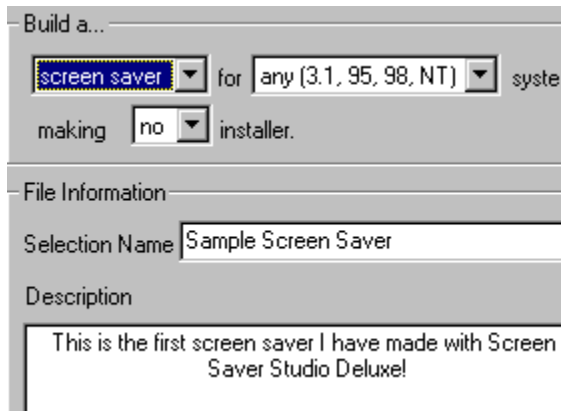 Build a...
screen saver for any (3.1, 95, 98, NT) syste
making no installer.
File Information
Selection Name Sample Screen Saver
Description
This is the first screen saver I have made with Screen
Saver Studio Deluxe!